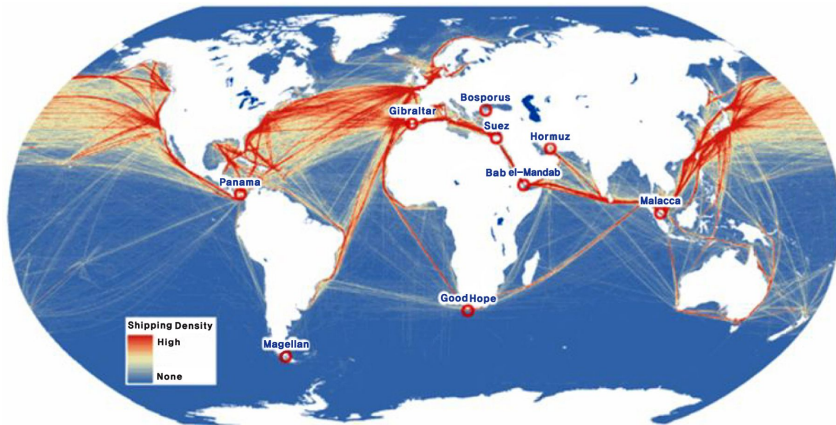 Bosporus
Gibraltar
Suez
Hormuz
Bab el-Mandab
Panama
Malacca
Good Hope
Shipping Density
High
None
Magellan